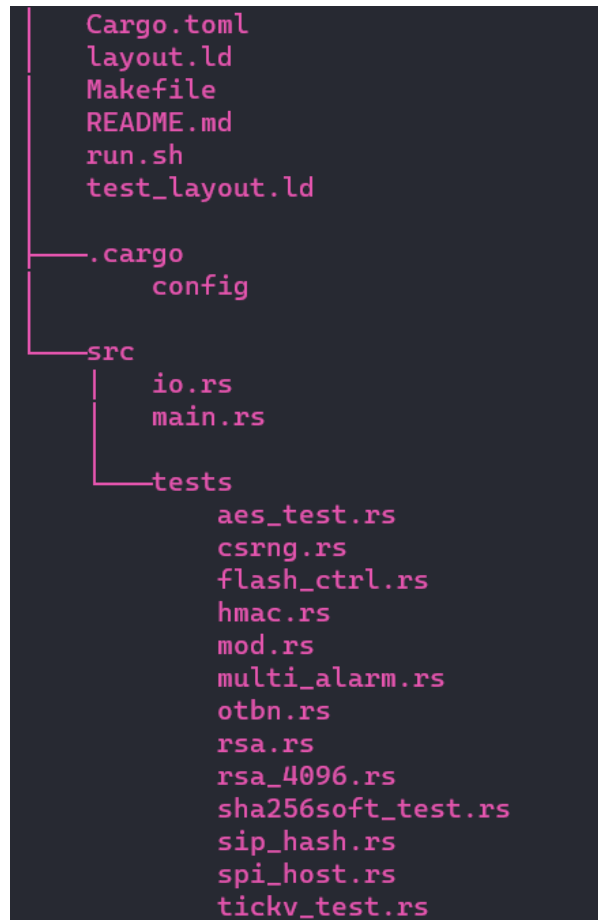 Cargo.toml
layout.ld
Makefile
README.md
run.sh
test_layout.ld
.cargo
config
src
io.rs
main.rs
tests
aes_test.rs
csrng.rs
flash_ctrl.rs
hmac.rs
mod.rs
multi_alarm.rs
otbn.rs
rsa.rs
rsa_4096.rs
sha256soft_test.rs
sip_hash.rs
spi_host.rs
tickv_test.rs